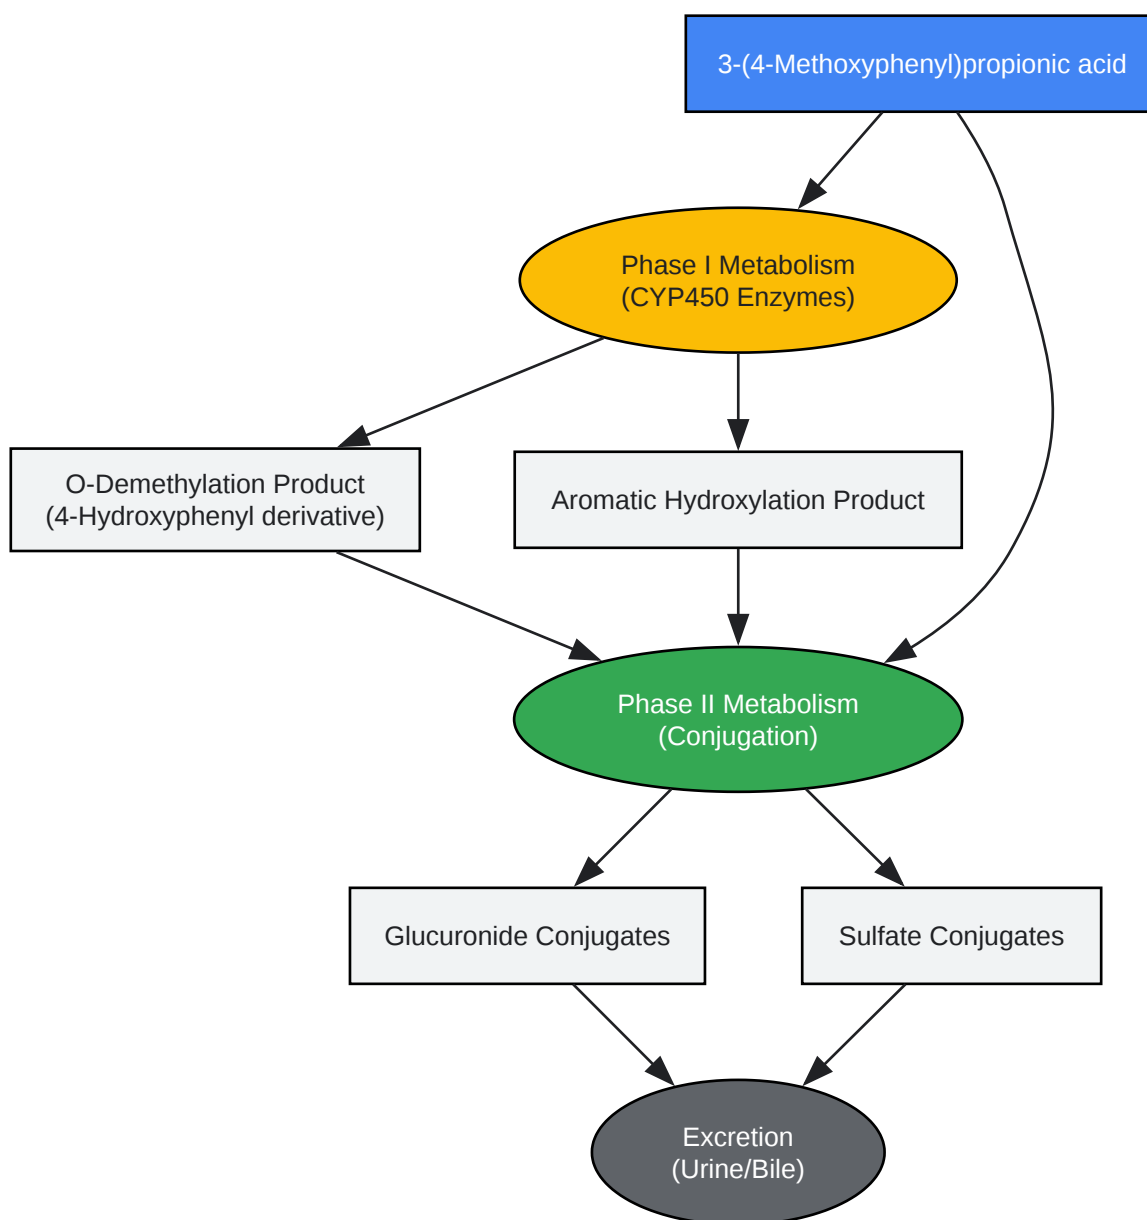 3-(4-Methoxyphenyl)propionic acid
Phase I Metabolism
(CYP450 Enzymes)
O-Demethylation Product
(4-Hydroxyphenyl derivative)
Aromatic Hydroxylation Product
Phase II Metabolism
(Conjugation)
Glucuronide Conjugates
Sulfate Conjugates
Excretion
(Urine/Bile)